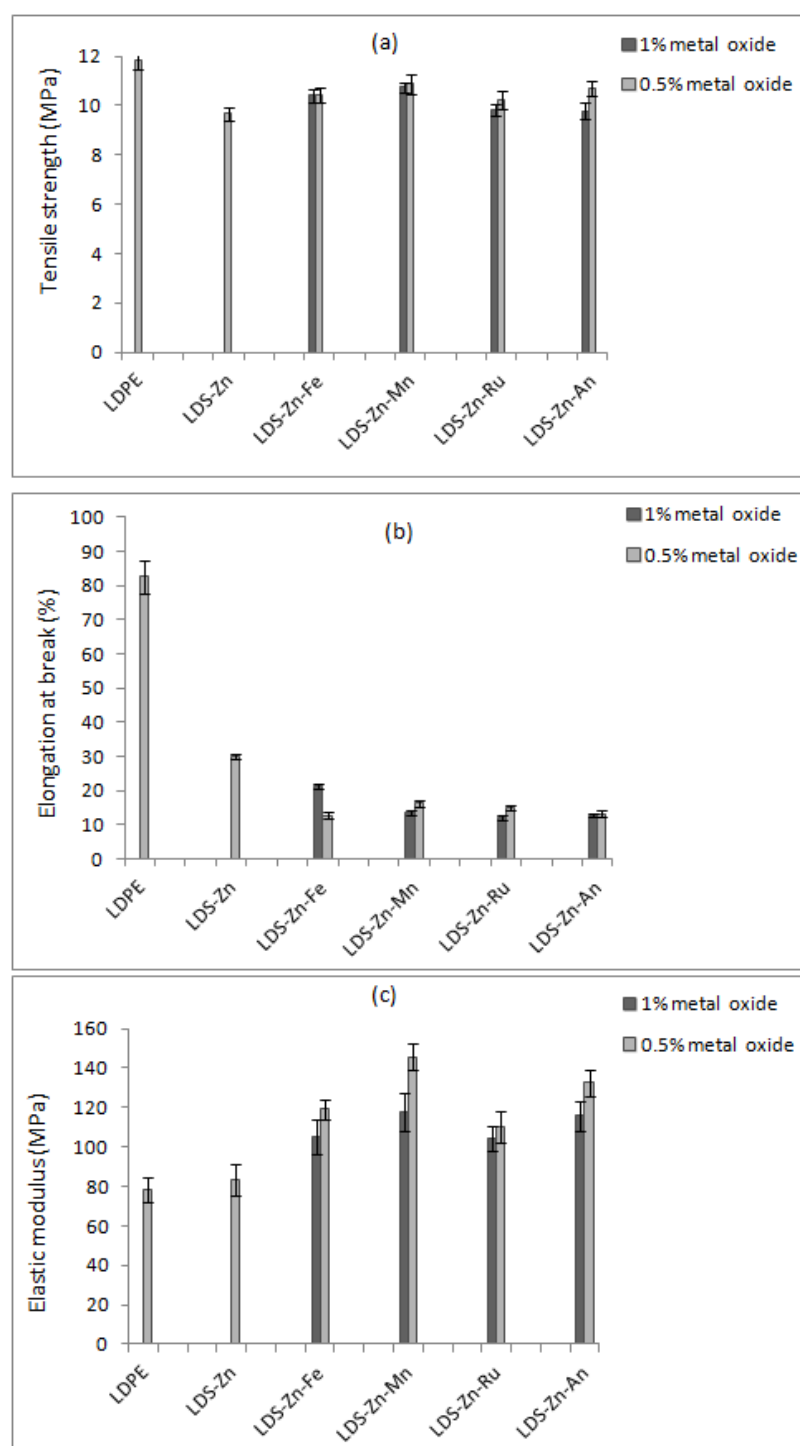 (a)
1% metal oxide
0.5% metal oxide
Tensile strength (MPa)
12
10
8
6
4
2
0
LDPE
LDS-Zn
LDS-Zn-Fe
LDS-Zn-Mn
LDS-Zn-Ru
LDS-Zn-An
(b)
1% metal oxide
0.5% metal oxide
Elongation at break (%)
100
90
80
70
60
50
40
30
20
10
0
LDPE
LDS-Zn
LDS-Zn-Fe
LDS-Zn-Mn
LDS-Zn-Ru
LDS-Zn-An
(c)
1% metal oxide
0.5% metal oxide
Elastic modulus (MPa)
160
140
120
100
80
60
40
20
0
LDPE
LDS-Zn
LDS-Zn-Fe
LDS-Zn-Mn
LDS-Zn-Ru
LDS-Zn-An